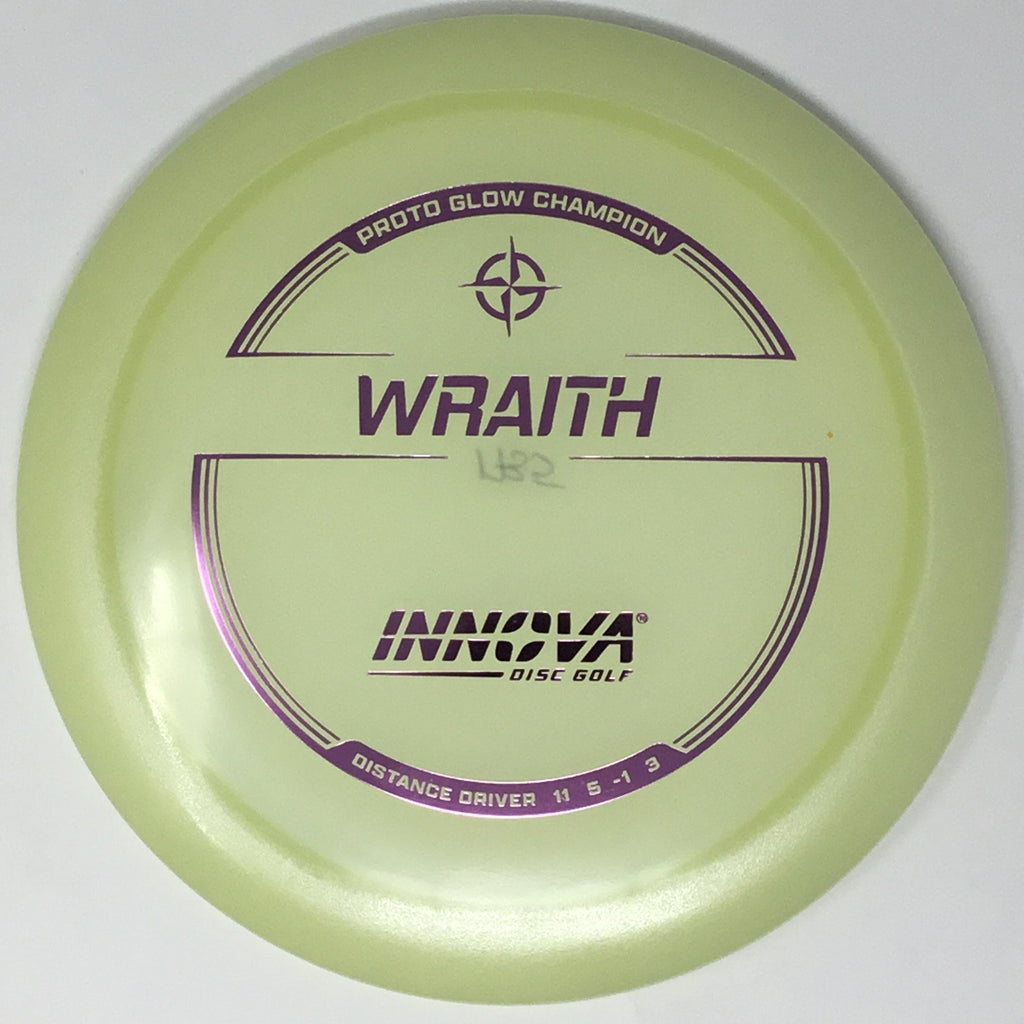 PROTO GLOW CHAMPION
WRAITH
INNOVA®
DISC GOLF
DISTANCE DRIVER 11 5 -1 3